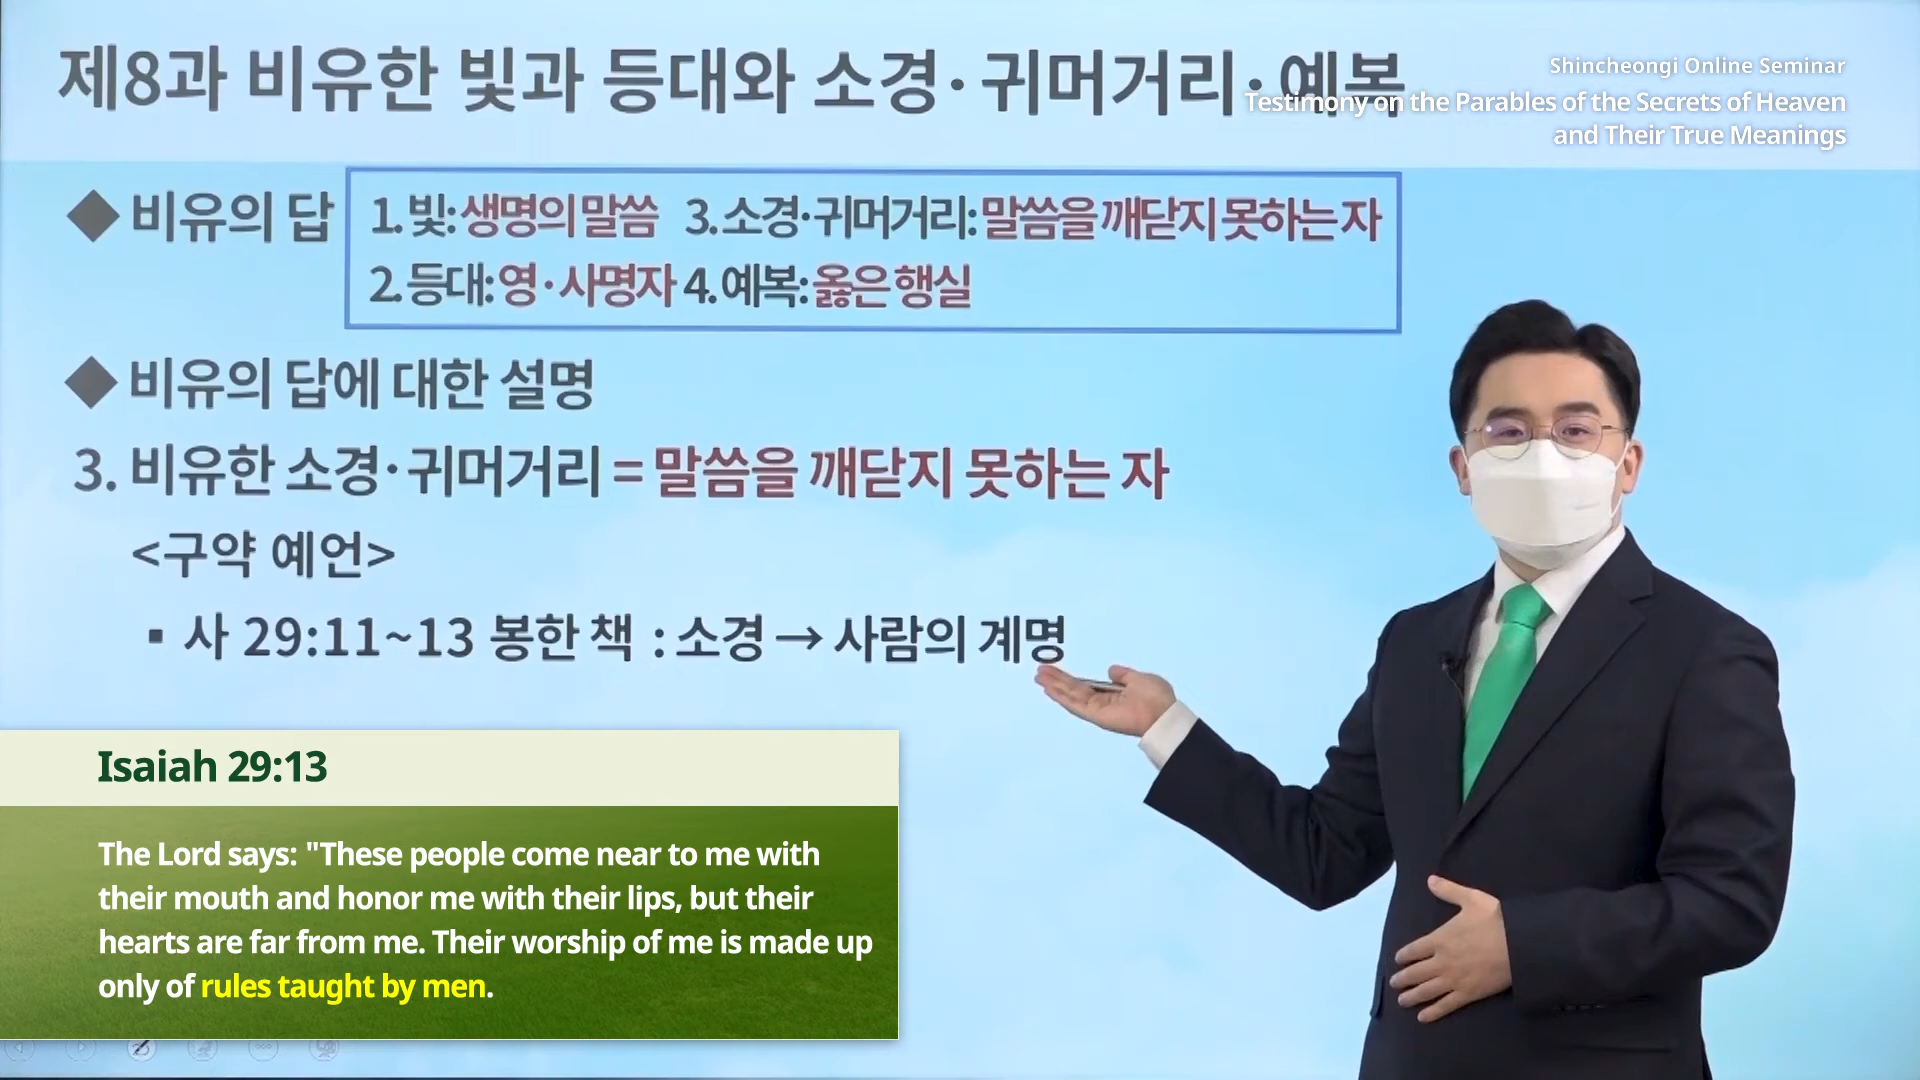 제8과 비유한 빛과 등대와 소경·귀머거리·예복
Shincheongi Online Seminar
Testimony on the Parables of the Secrets of Heaven
and Their True Meanings
◆ 비유의 답
1. 빛: 생명의 말씀 3. 소경·귀머거리: 말씀을 깨닫지 못하는 자
2. 등대: 영·사명자 4. 예복: 옳은 행실
◆ 비유의 답에 대한 설명
3. 비유한 소경·귀머거리 = 말씀을 깨닫지 못하는 자
<구약 예언>
▪ 사 29:11~13 봉한 책 : 소경 → 사람의 계명
Isaiah 29:13
The Lord says: "These people come near to me with
their mouth and honor me with their lips, but their
hearts are far from me. Their worship of me is made up
only of rules taught by men.